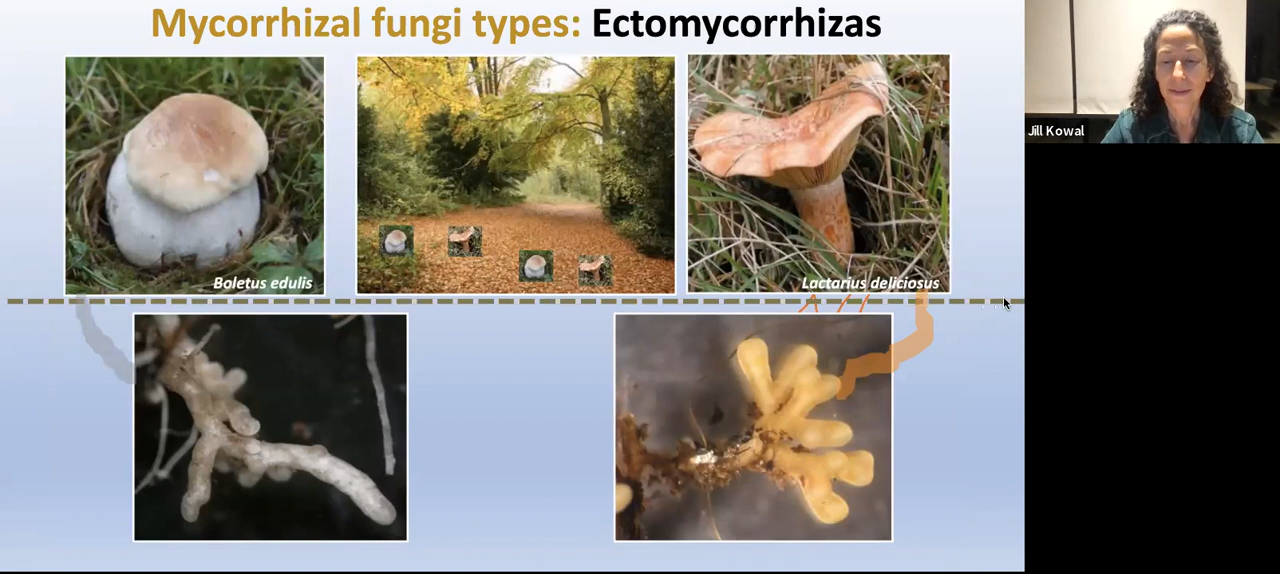 Mycorrhizal fungi types: Ectomycorrhizas
Jill Kowal
Boletus edulis
Lactarius deliciosus